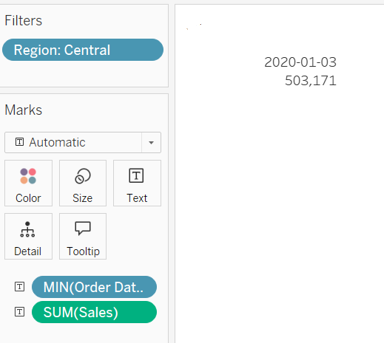 Filters
Region: Central
Marks
Automatic
Color
Size
Text
Detail
Tooltip
MIN(Order Dat..
SUM(Sales)
2020-01-03
503,171